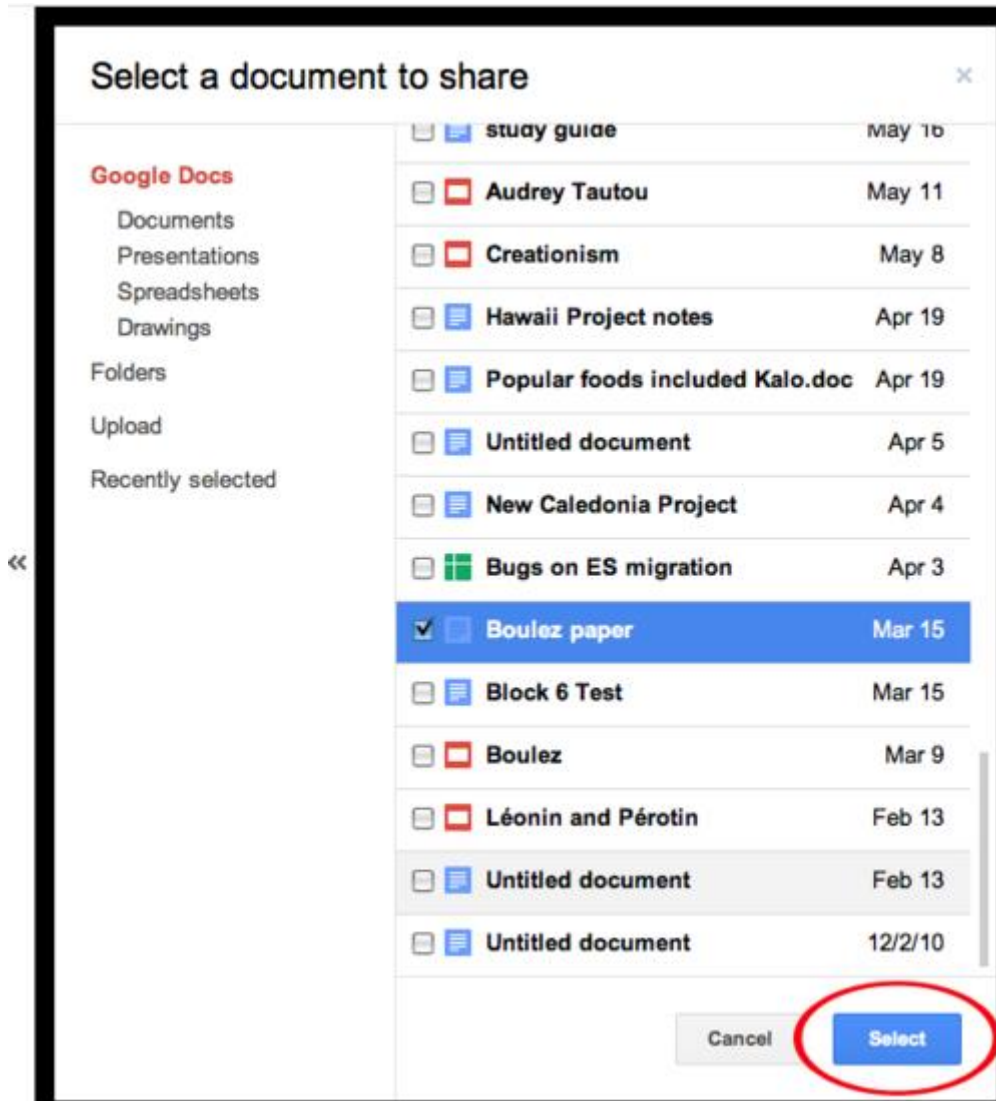 Select a document to share ×
Google Docs
Documents
Presentations
Spreadsheets
Drawings
Folders
Upload
Recently selected
«
study guide May 16
Audrey Tautou May 11
Creationism May 8
Hawaii Project notes Apr 19
Popular foods included Kalo.doc Apr 19
Untitled document Apr 5
New Caledonia Project Apr 4
Bugs on ES migration Apr 3
Boulez paper Mar 15
Block 6 Test Mar 15
Boulez Mar 9
Léonin and Pérotin Feb 13
Untitled document Feb 13
Untitled document 12/2/10
Cancel Select